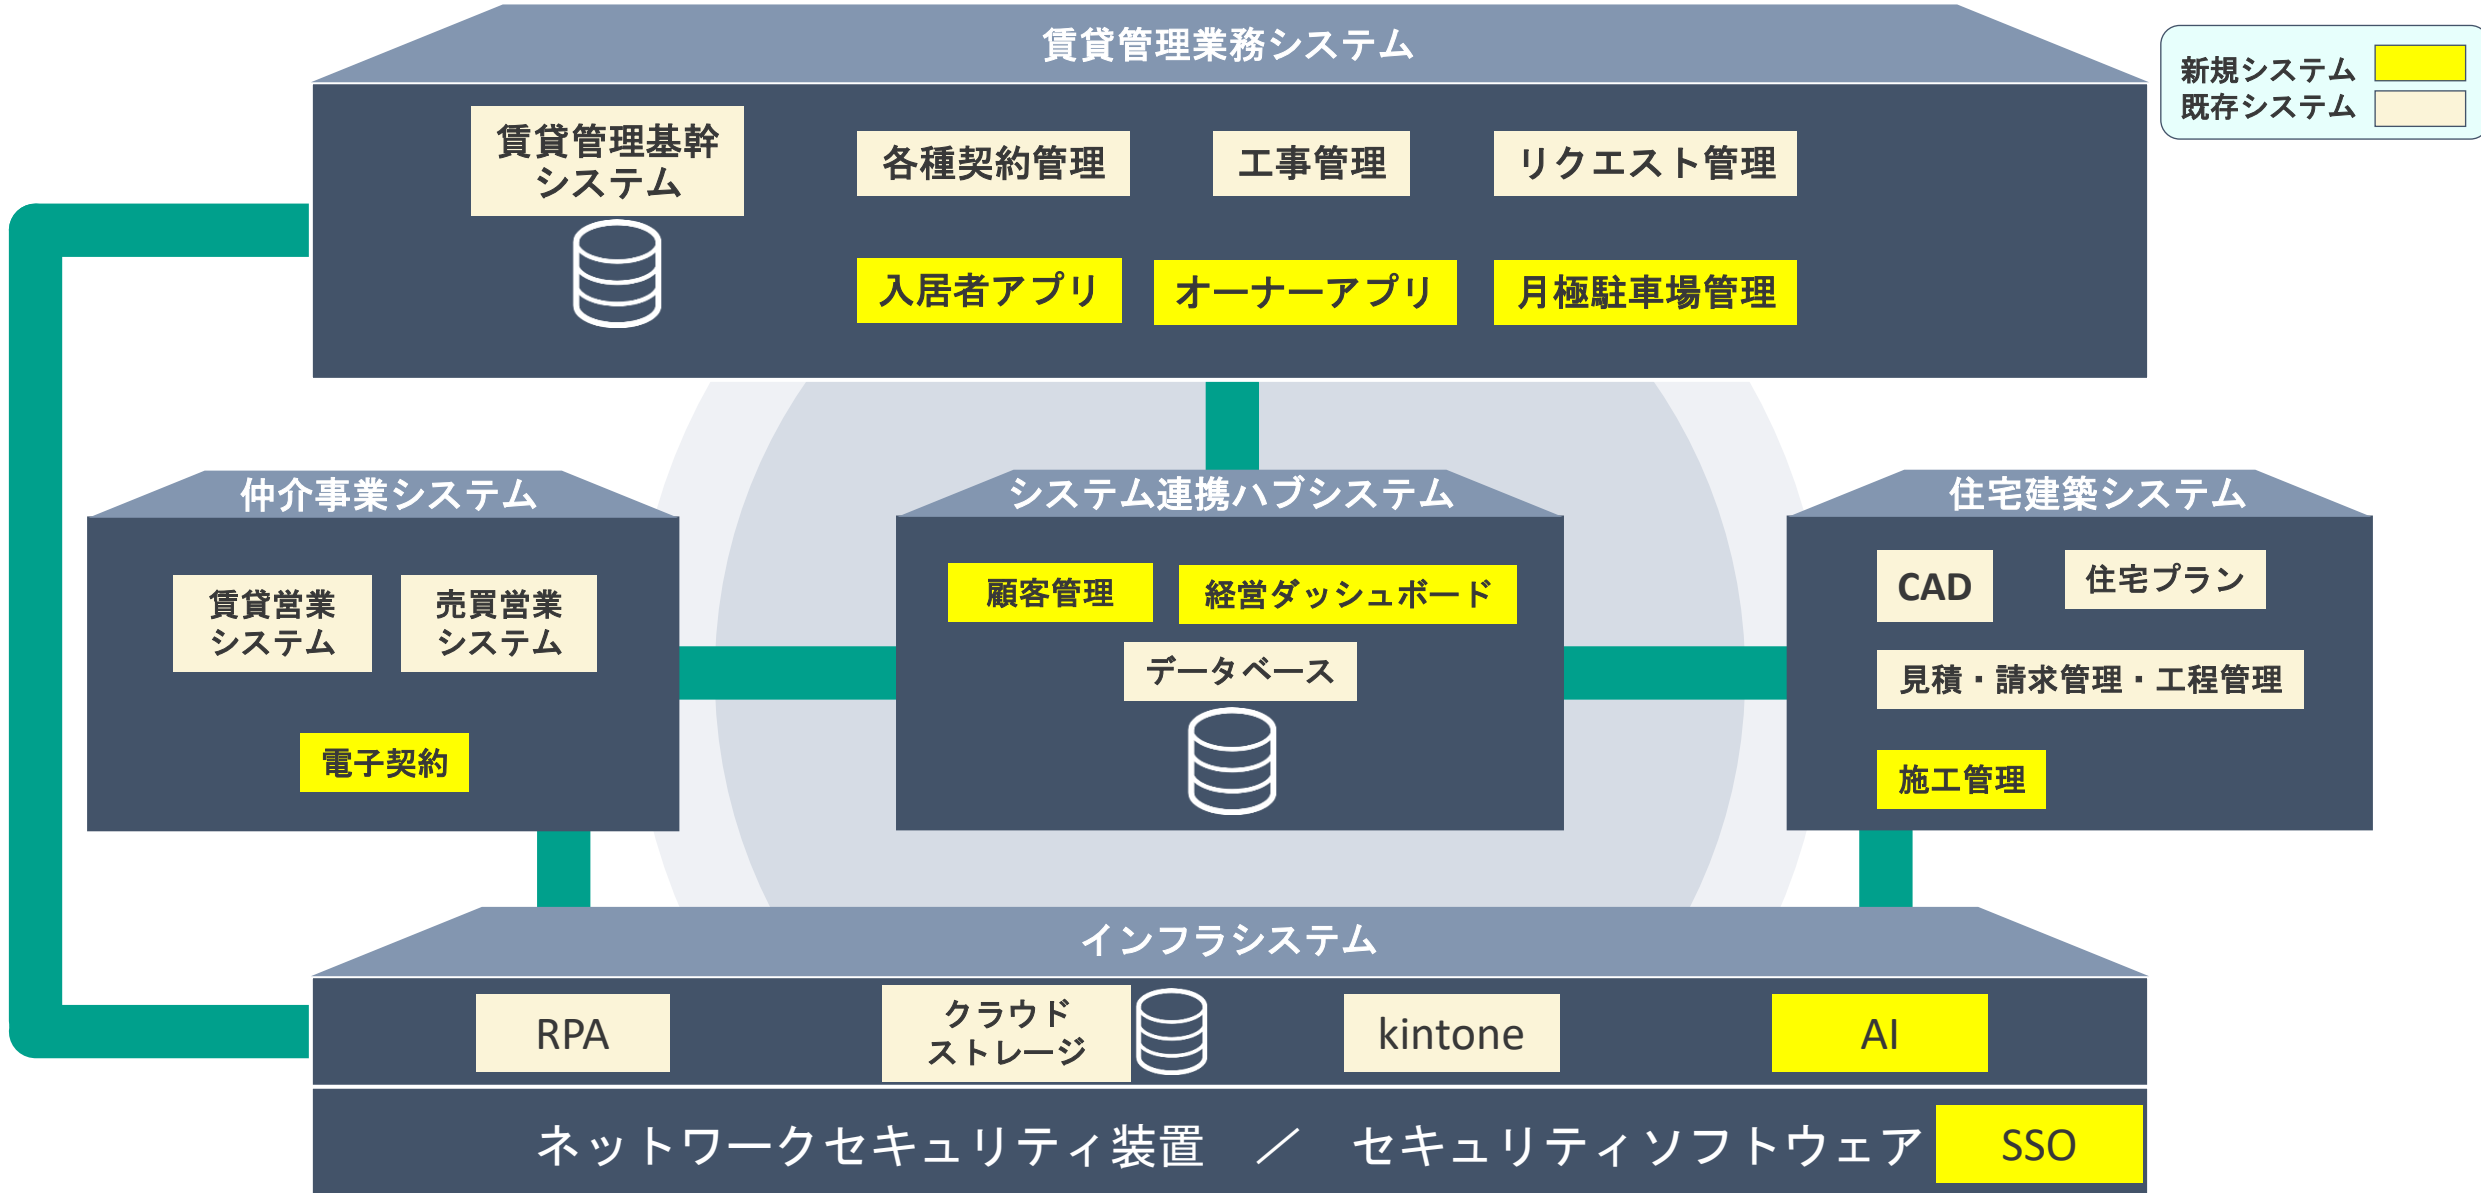 賃貸管理業務システム
新規システム
既存システム
賃貸管理基幹
システム
各種契約管理
工事管理
リクエスト管理
入居者アプリ
オーナーアプリ
月極駐車場管理
仲介事業システム
賃貸営業
システム
売買営業
システム
電子契約
システム連携ハブシステム
顧客管理
経営ダッシュボード
データベース
住宅建築システム
CAD
住宅プラン
見積・請求管理・工程管理
施工管理
インフラシステム
RPA
クラウド
ストレージ
kintone
AI
ネットワークセキュリティ装置 ／ セキュリティソフトウェア
SSO